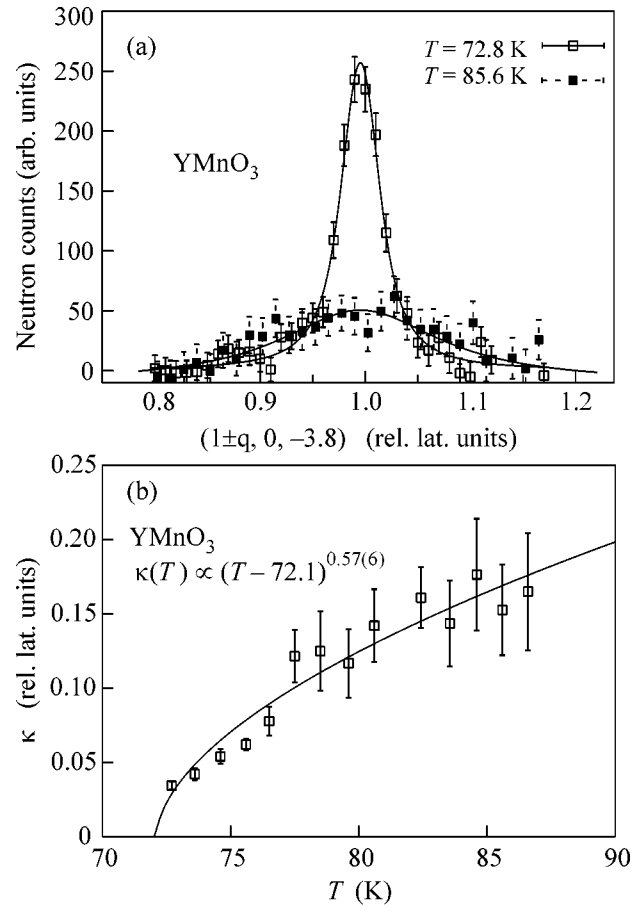 300
250
200
150
100
50
0
Neutron counts (arb. units)
(a)
T = 72.8 K
T = 85.6 K
YMnO₃
0.8 0.9 1.0 1.1 1.2
(1±q, 0, –3.8) (rel. lat. units)
0.25
0.20
0.15
0.10
0.05
0
κ (rel. lat. units)
(b)
YMnO₃
κ(T) ∝ (T – 72.1)^0.57(6)
70 75 80 85 90
T (K)